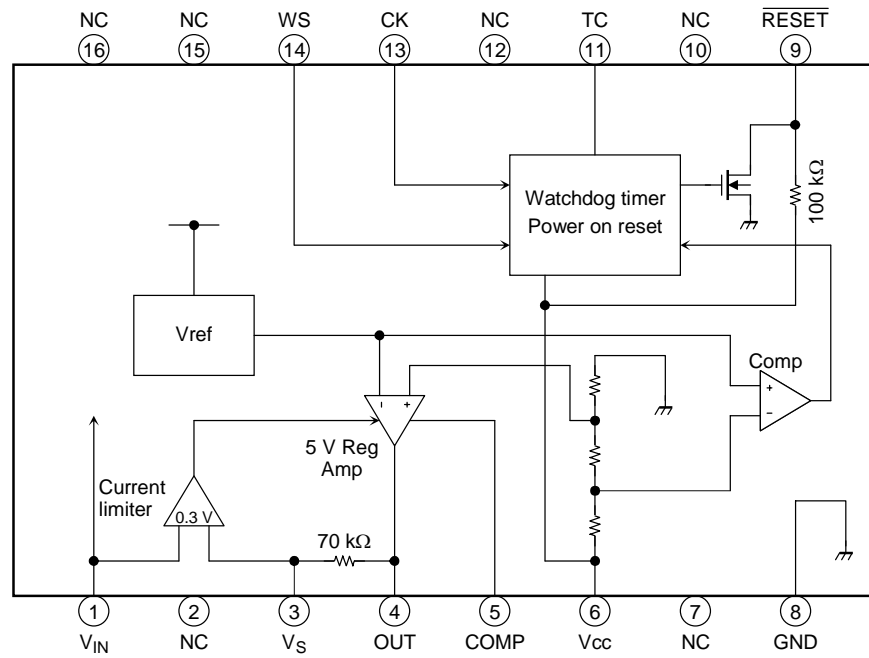 NC NC WS CK NC TC NC RESET
16 15 14 13 12 11 10 9
Watchdog timer
Power on reset
100 kΩ
Vref
Comp
+
−
− +
5 V Reg
Amp
Current
limiter
0.3 V
70 kΩ
1 2 3 4 5 6 7 8
VIN NC VS OUT COMP Vcc NC GND